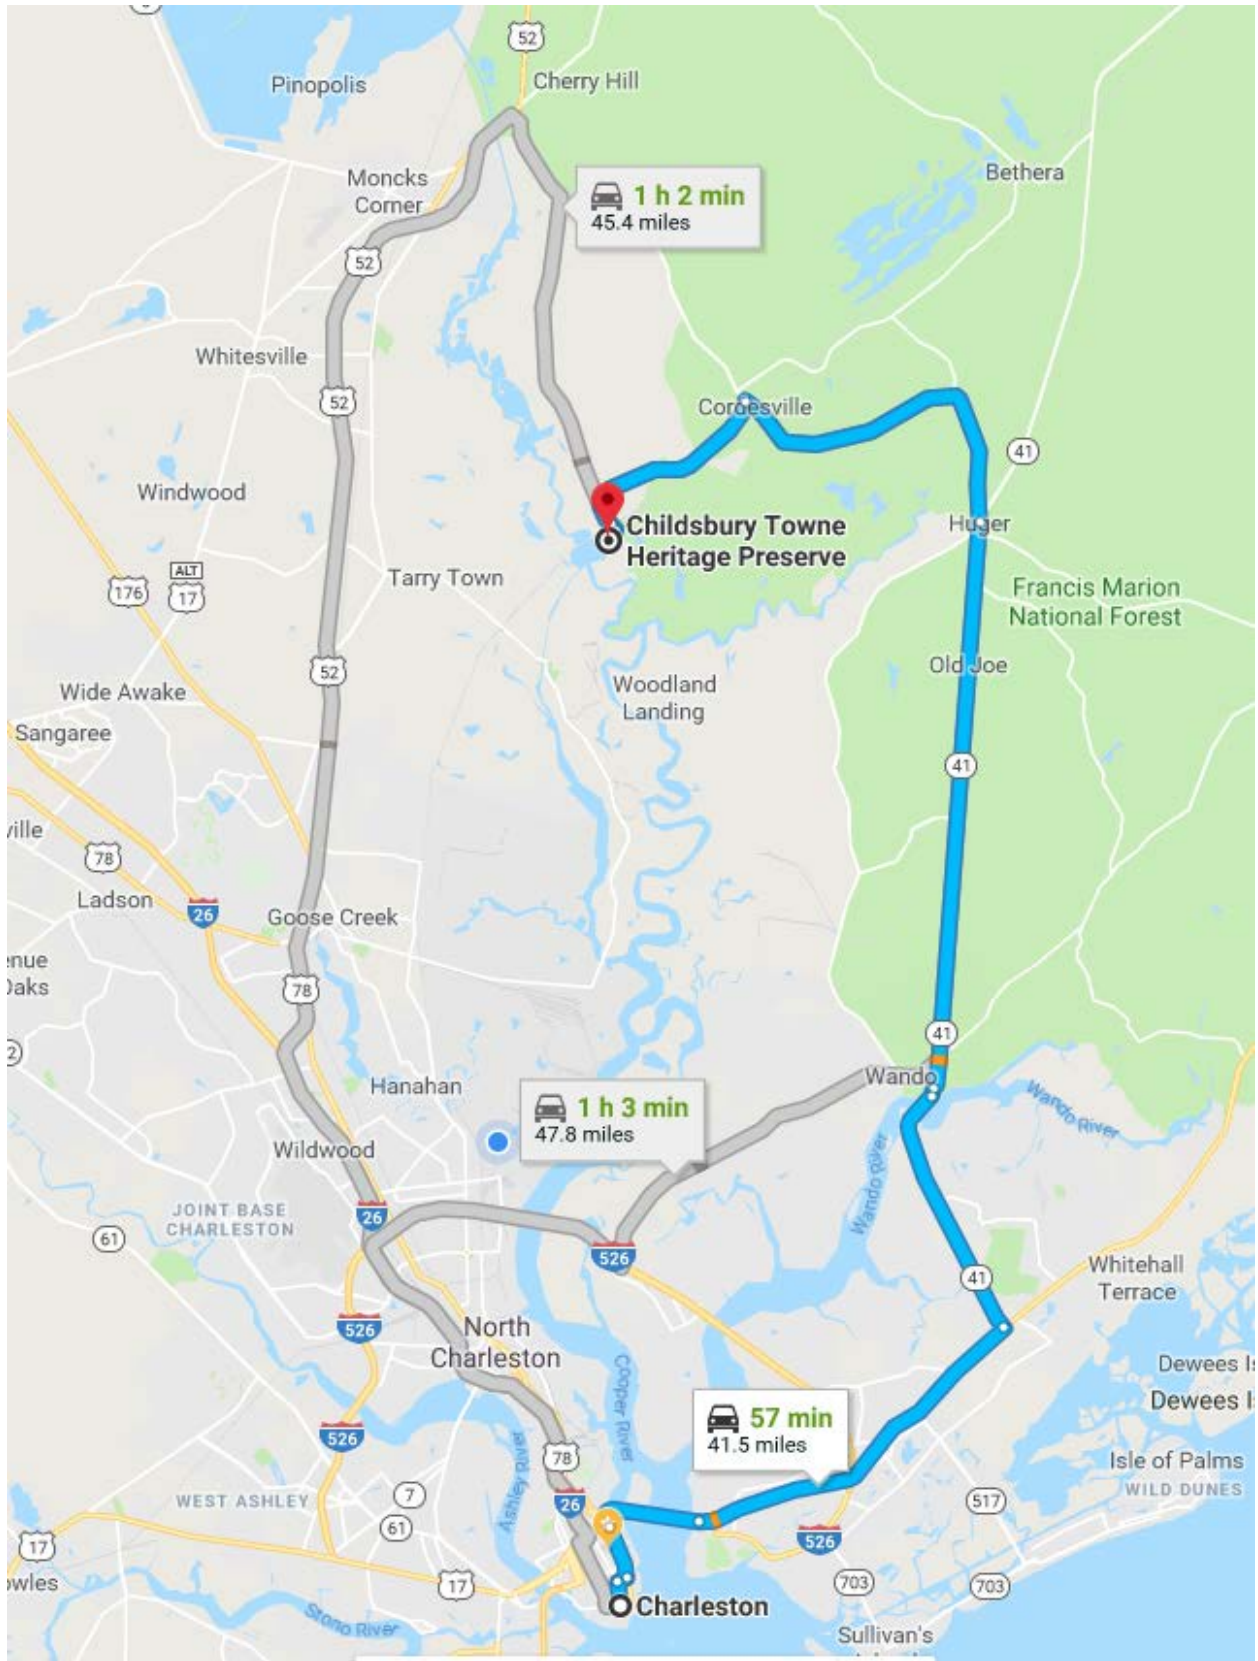 52
Cherry Hill
Pinopolis
Moncks
Corner
Bethera
1 h 2 min
45.4 miles
52
Whitesville
52
Cordesville
41
Windwood
Childsbury Towne
Heritage Preserve
Huger
ALT
17
176
Tarry Town
Francis Marion
National Forest
52
Old Joe
Woodland
Landing
Wide Awake
Sangaree
41
ville
78
Ladson
26
Goose Creek
enue
Oaks
78
41
2
Hanahan
Wando
1 h 3 min
47.8 miles
Wando River
Wildwood
Wando River
JOINT BASE
CHARLESTON
26
61
526
Whitehall
Terrace
41
526
North
Charleston
Cooper River
Dewees I
Dewees I
57 min
41.5 miles
526
78
Ashley River
Isle of Palms
WILD DUNES
WEST ASHLEY
7
26
517
61
17
526
owles
17
703
703
Charleston
Stono River
Sullivan's